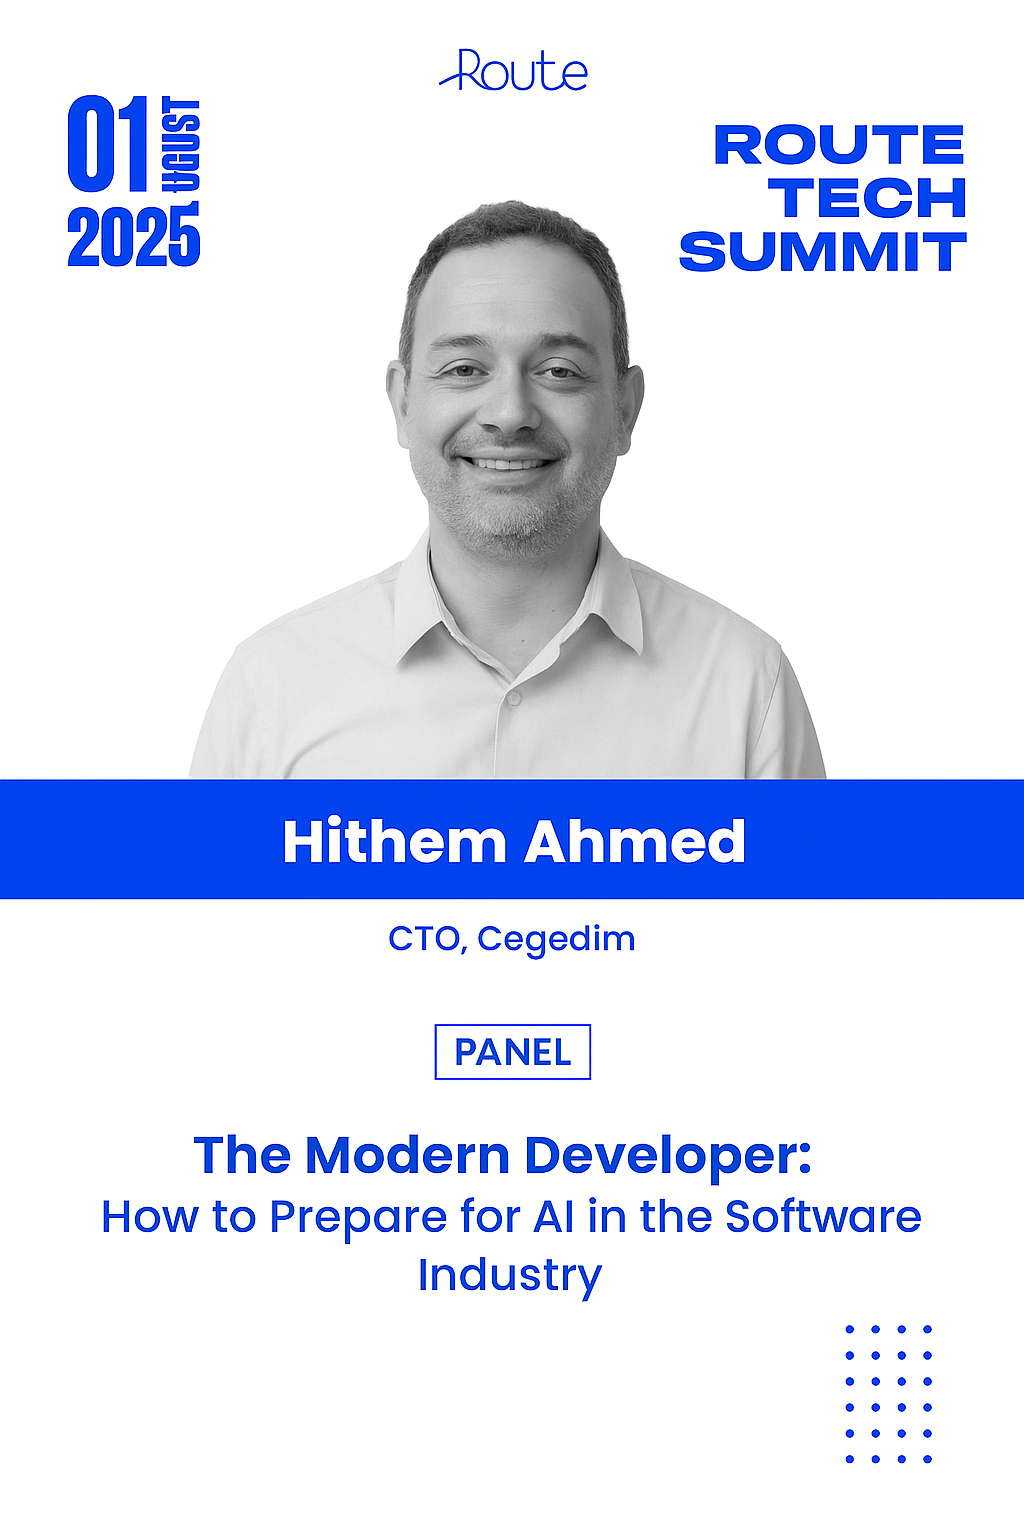 Route
01
UGUST
2025
ROUTE
TECH
SUMMIT
Hithem Ahmed
CTO, Cegedim
PANEL
The Modern Developer:
How to Prepare for AI in the Software
Industry